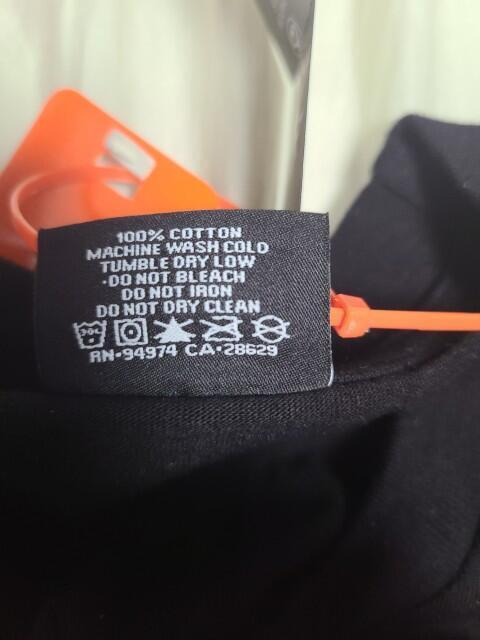 100% COTTON
MACHINE WASH COLD
TUMBLE DRY LOW
·DO NOT BLEACH
DO NOT IRON
DO NOT DRY CLEAN
RN·94974 CA·28629